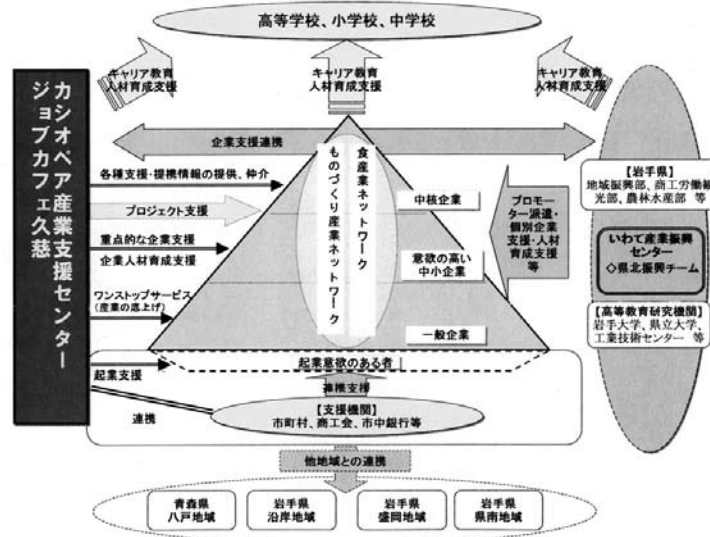 高等学校、小学校、中学校
キャリア教育
人材育成支援
キャリア教育
人材育成支援
キャリア教育
人材育成支援
カシオペア産業支援センター
ジョブカフェ久慈
企業支援連携
各種支援・提携情報の提供、仲介
プロジェクト支援
重点的な企業支援
企業人材育成支援
ワンストップサービス
(産業の底上げ)
起業支援
連携
食産業ネットワーク
ものづくり産業ネットワーク
中核企業
意欲の高い
中小企業
一般企業
起業意欲のある者
プロモー
ター派遣・
個別企業
支援・人材
育成支援
等
【岩手県】
地域振興部、商工労働観
光部、農林水産部 等
いわて産業振興
センター
◇県北振興チーム
【高等教育研究機関】
岩手大学、県立大学、
工業技術センター 等
連携支援
【支援機関】
市町村、商工会、市中銀行等
他地域との連携
青森県
八戸地域
岩手県
沿岸地域
岩手県
盛岡地域
岩手県
県南地域